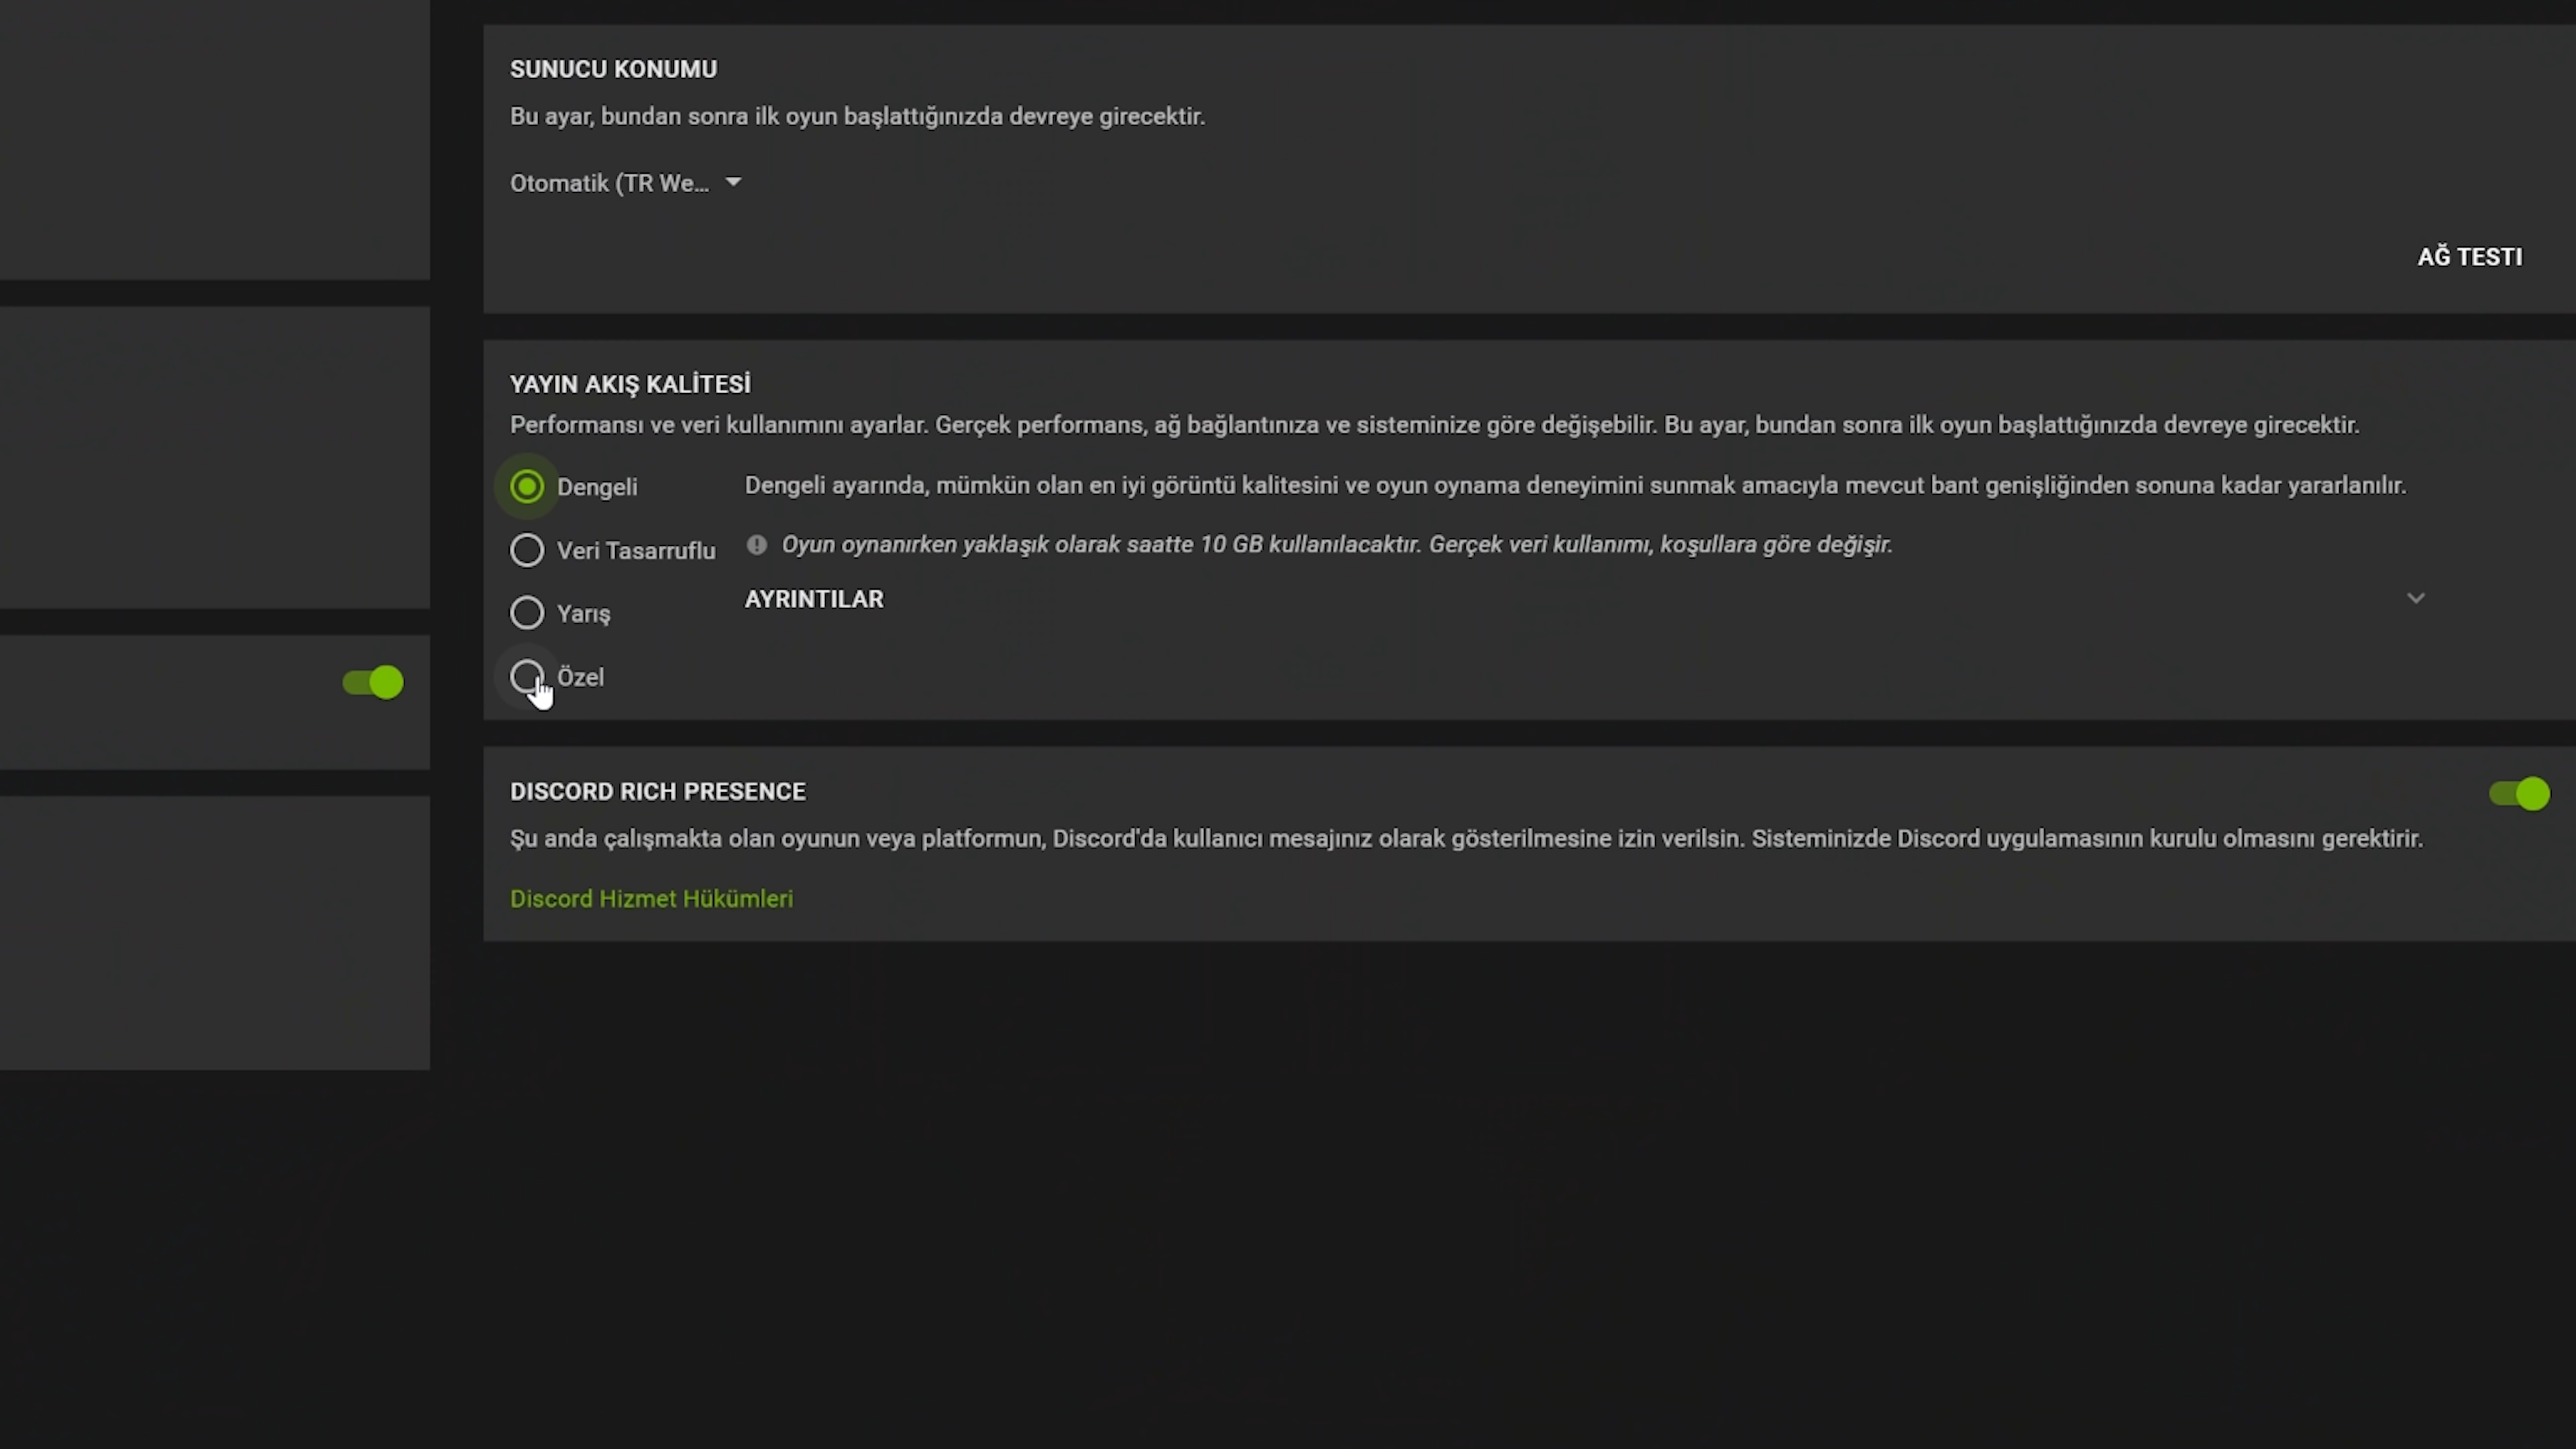 SUNUCU KONUMU
Bu ayar, bundan sonra ilk oyun başlattığınızda devreye girecektir.
Otomatik (TR We...
AĞ TESTI
YAYIN AKIŞ KALİTESİ
Performansı ve veri kullanımını ayarlar. Gerçek performans, ağ bağlantınıza ve sisteminize göre değişebilir. Bu ayar, bundan sonra ilk oyun başlattığınızda devreye girecektir.
Dengeli
Dengeli ayarında, mümkün olan en iyi görüntü kalitesini ve oyun oynama deneyimini sunmak amacıyla mevcut bant genişliğinden sonuna kadar yararlanılır.
Veri Tasarruflu
Oyun oynanırken yaklaşık olarak saatte 10 GB kullanılacaktır. Gerçek veri kullanımı, koşullara göre değişir.
Yarış
AYRINTILAR
Özel
DISCORD RICH PRESENCE
Şu anda çalışmakta olan oyunun veya platformun, Discord'da kullanıcı mesajınız olarak gösterilmesine izin verilsin. Sisteminizde Discord uygulamasının kurulu olmasını gerektirir.
Discord Hizmet Hükümleri